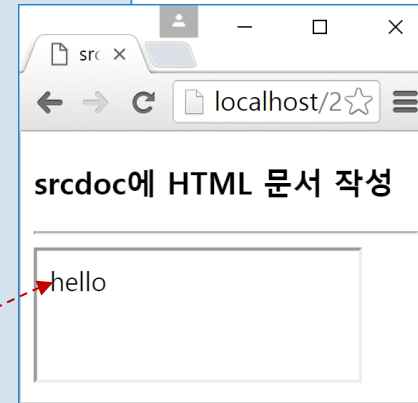 src
localhost/2
srcdoc에 HTML 문서 작성
hello